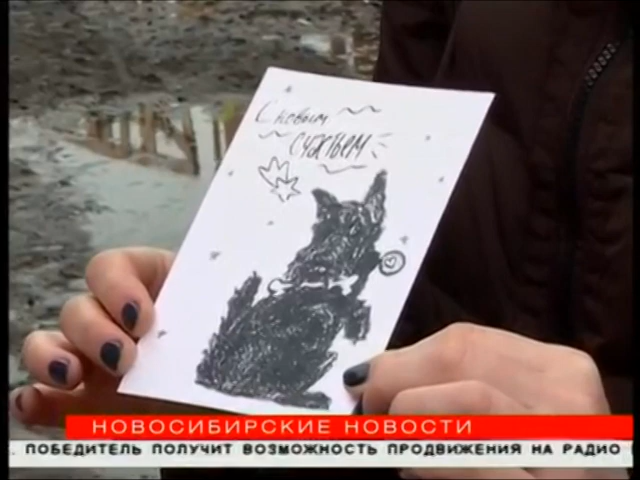 С новым
счастьем
НОВОСИБИРСКИЕ НОВОСТИ
. ПОБЕДИТЕЛЬ ПОЛУЧИТ ВОЗМОЖНОСТЬ ПРОДВИЖЕНИЯ НА РАДИО